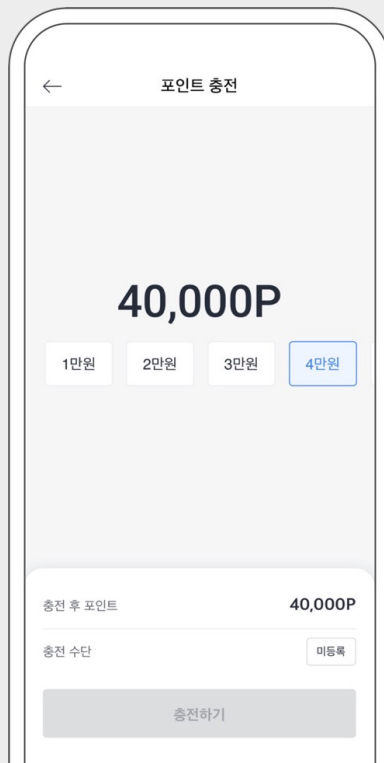 포인트 충전
40,000P
1만원 2만원 3만원 4만원
충전 후 포인트 40,000P
충전 수단 미등록
충전하기